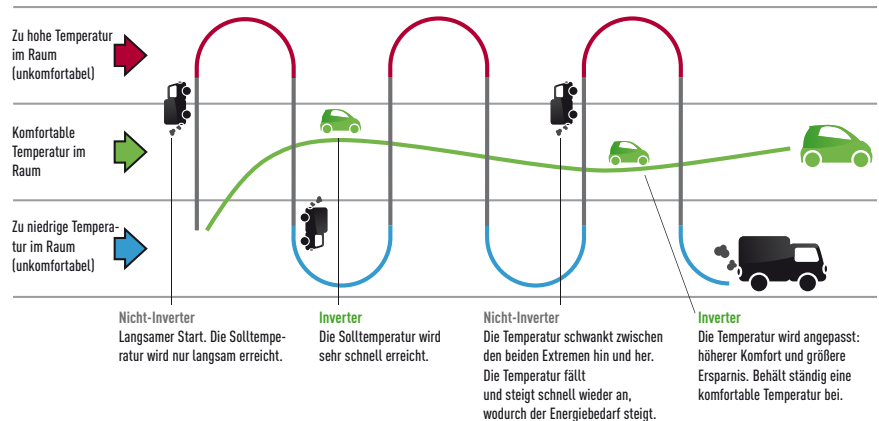 Zu hohe Temperatur
im Raum
(unkomfortabel)
Komfortable
Temperatur im
Raum
Zu niedrige Tempera-
tur im Raum
(unkomfortabel)
Nicht-Inverter
Langsamer Start. Die Solltempe-
ratur wird nur langsam erreicht.
Inverter
Die Solltemperatur wird
sehr schnell erreicht.
Nicht-Inverter
Die Temperatur schwankt zwischen
den beiden Extremen hin und her.
Die Temperatur fällt
und steigt schnell wieder an,
wodurch der Energiebedarf steigt.
Inverter
Die Temperatur wird angepasst:
höherer Komfort und größere
Ersparnis. Behält ständig eine
komfortable Temperatur bei.